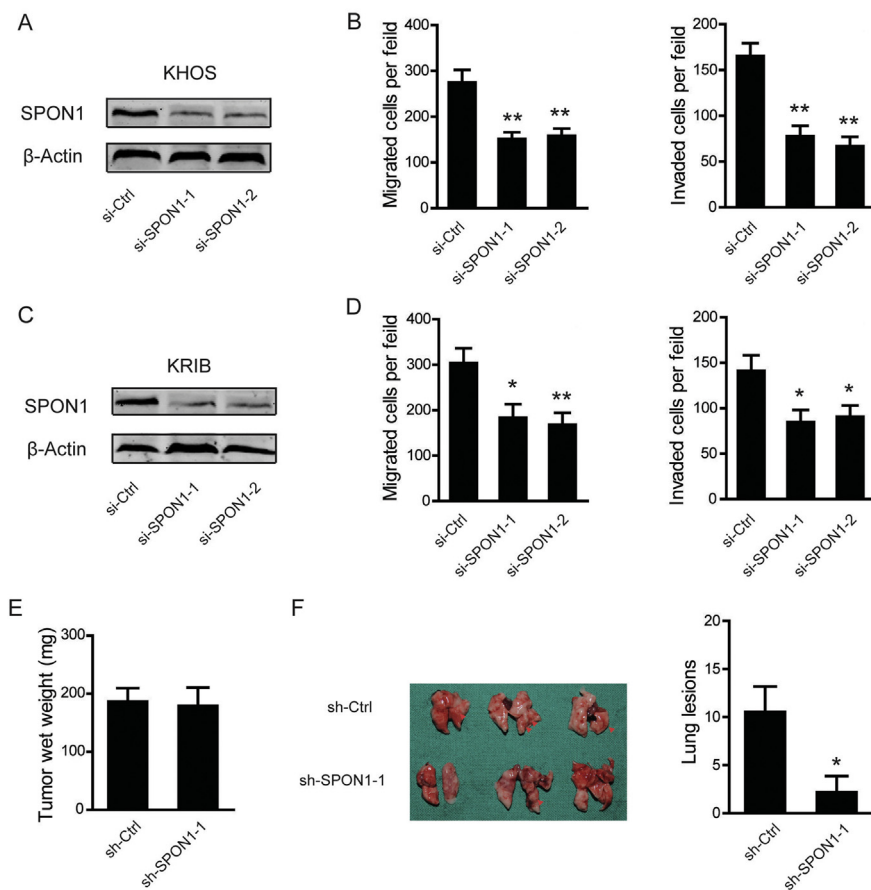 A
KHOS
SPON1
β-Actin
si-Ctrl
si-SPON1-1
si-SPON1-2
B
Migrated cells per feild
400
300
200
100
0
**
**
si-Ctrl
si-SPON1-1
si-SPON1-2
Invaded cells per feild
200
150
100
50
0
**
**
si-Ctrl
si-SPON1-1
si-SPON1-2
C
KRIB
SPON1
β-Actin
si-Ctrl
si-SPON1-1
si-SPON1-2
D
Migrated cells per feild
400
300
200
100
0
*
**
si-Ctrl
si-SPON1-1
si-SPON1-2
Invaded cells per feild
200
150
100
50
0
*
*
si-Ctrl
si-SPON1-1
si-SPON1-2
E
Tumor wet weight (mg)
300
200
100
0
sh-Ctrl
sh-SPON1-1
F
sh-Ctrl
sh-SPON1-1
Lung lesions
20
15
10
5
0
*
sh-Ctrl
sh-SPON1-1